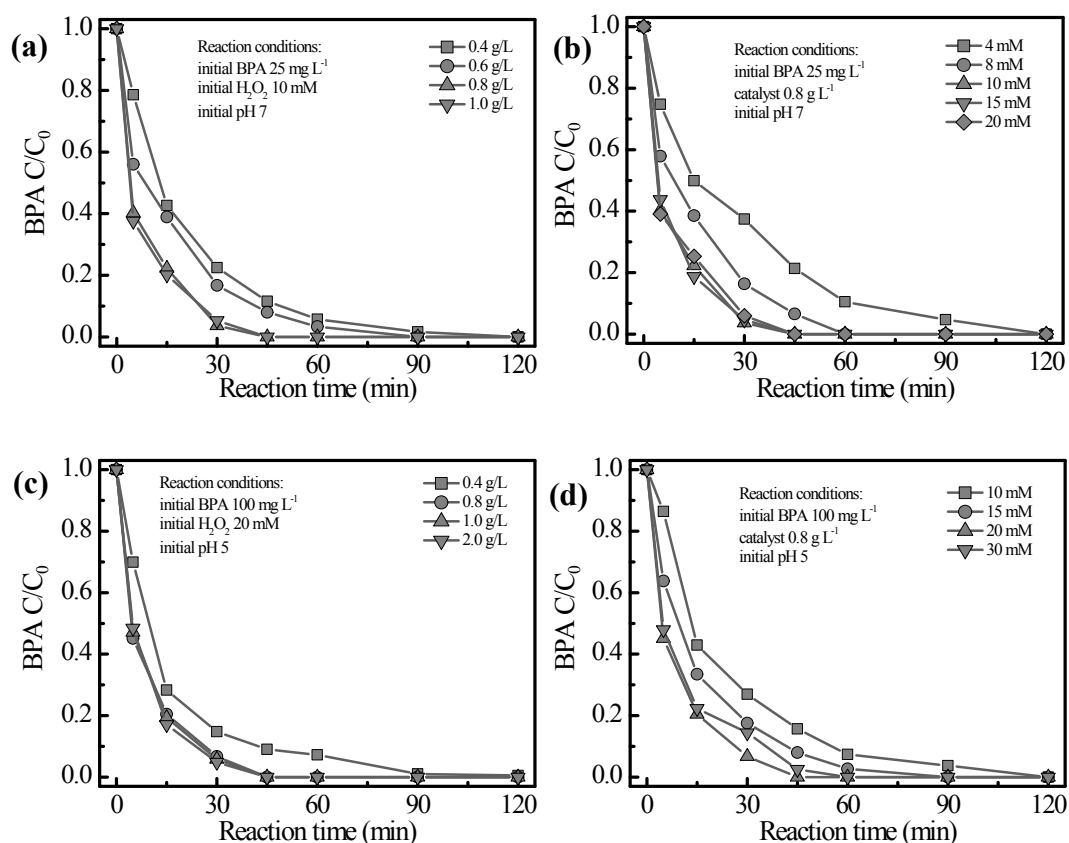 (a)
Reaction conditions:
initial BPA 25 mg L⁻¹
initial H₂O₂ 10 mM
initial pH 7
0.4 g/L
0.6 g/L
0.8 g/L
1.0 g/L
BPA C/C₀
1.0
0.8
0.6
0.4
0.2
0.0
0 30 60 90 120
Reaction time (min)
(b)
Reaction conditions:
initial BPA 25 mg L⁻¹
catalyst 0.8 g L⁻¹
initial pH 7
4 mM
8 mM
10 mM
15 mM
20 mM
BPA C/C₀
1.0
0.8
0.6
0.4
0.2
0.0
0 30 60 90 120
Reaction time (min)
(c)
Reaction conditions:
initial BPA 100 mg L⁻¹
initial H₂O₂ 20 mM
initial pH 5
0.4 g/L
0.8 g/L
1.0 g/L
2.0 g/L
BPA C/C₀
1.0
0.8
0.6
0.4
0.2
0.0
0 30 60 90 120
Reaction time (min)
(d)
Reaction conditions:
initial BPA 100 mg L⁻¹
catalyst 0.8 g L⁻¹
initial pH 5
10 mM
15 mM
20 mM
30 mM
BPA C/C₀
1.0
0.8
0.6
0.4
0.2
0.0
0 30 60 90 120
Reaction time (min)